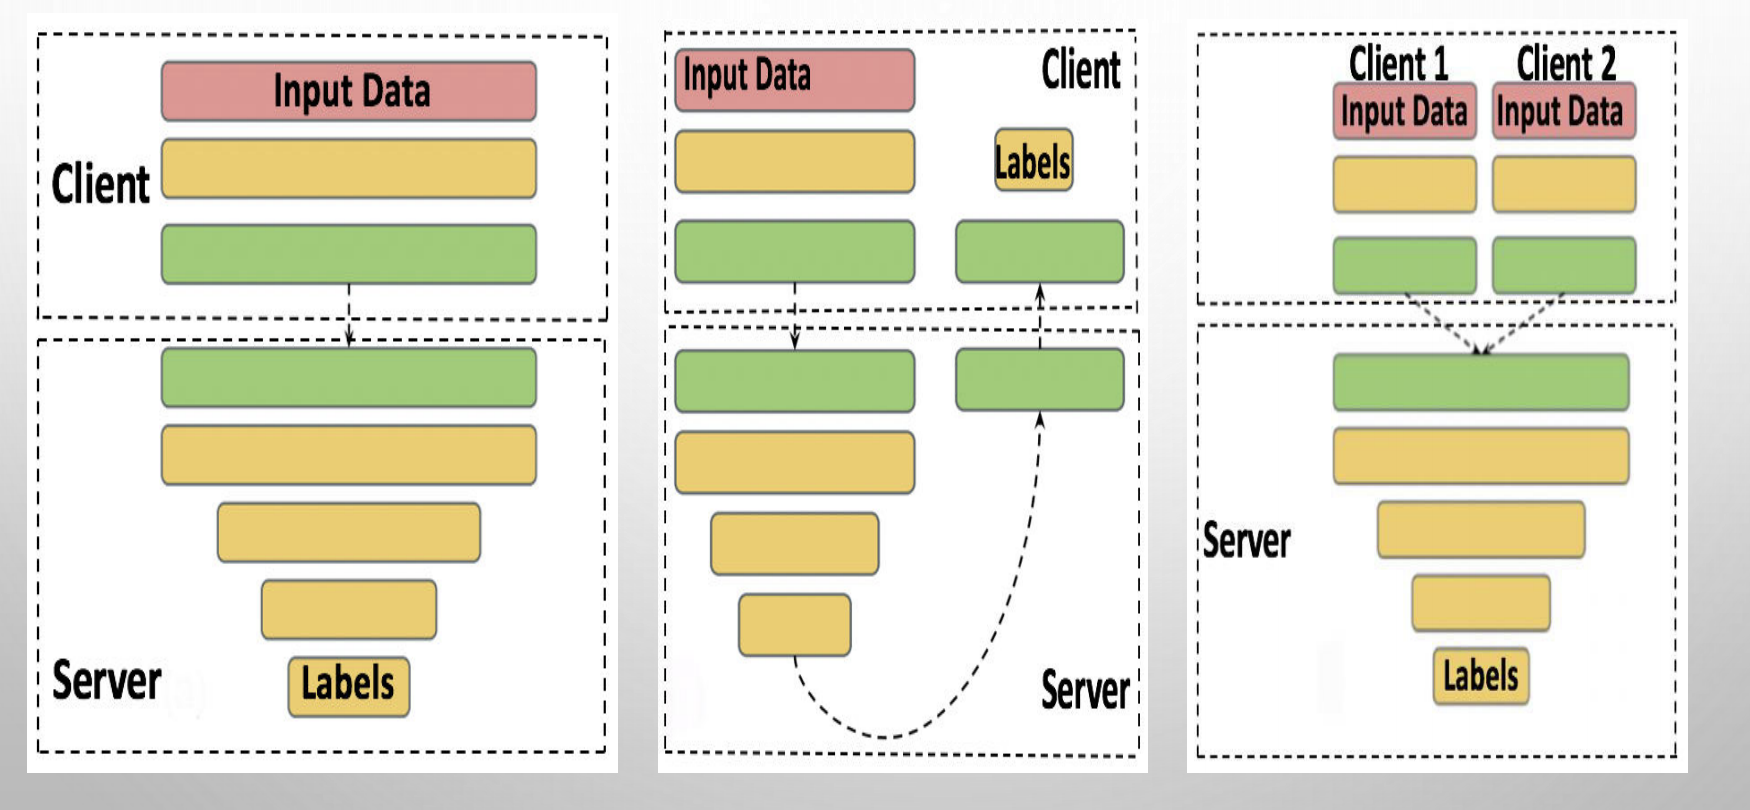 Input Data
Client
Server
Labels
Input Data
Client
Labels
Server
Client 1
Client 2
Input Data
Input Data
Server
Labels